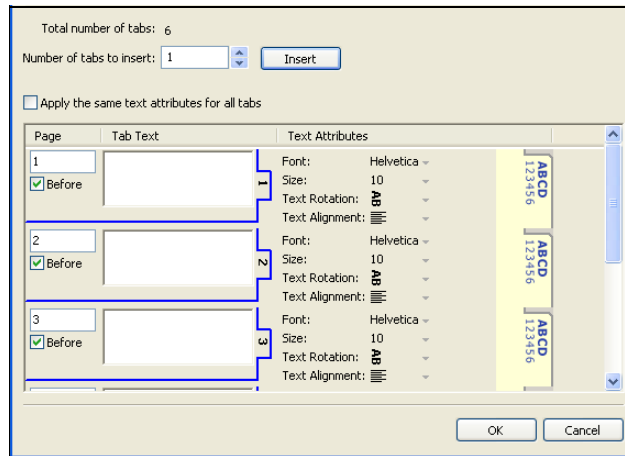 Total number of tabs: 6
Number of tabs to insert: 1 Insert
Apply the same text attributes for all tabs
Page Tab Text Text Attributes
1 Before 1
Font: Helvetica
Size: 10
Text Rotation: AB
Text Alignment:
ABCD
123456
2 Before 2
Font: Helvetica
Size: 10
Text Rotation: AB
Text Alignment:
ABCD
123456
3 Before 3
Font: Helvetica
Size: 10
Text Rotation: AB
Text Alignment:
ABCD
123456
OK Cancel